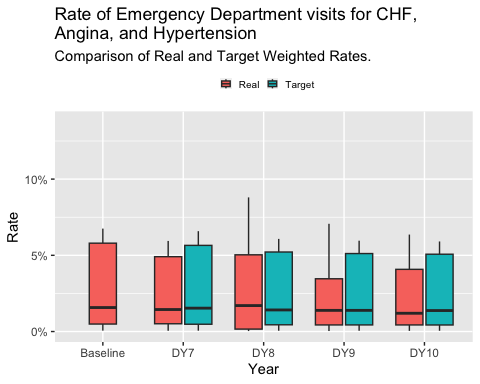 Rate of Emergency Department visits for CHF,
Angina, and Hypertension
Comparison of Real and Target Weighted Rates.
Real Target
10%
5%
0%
Rate
Baseline DY7 DY8 DY9 DY10
Year